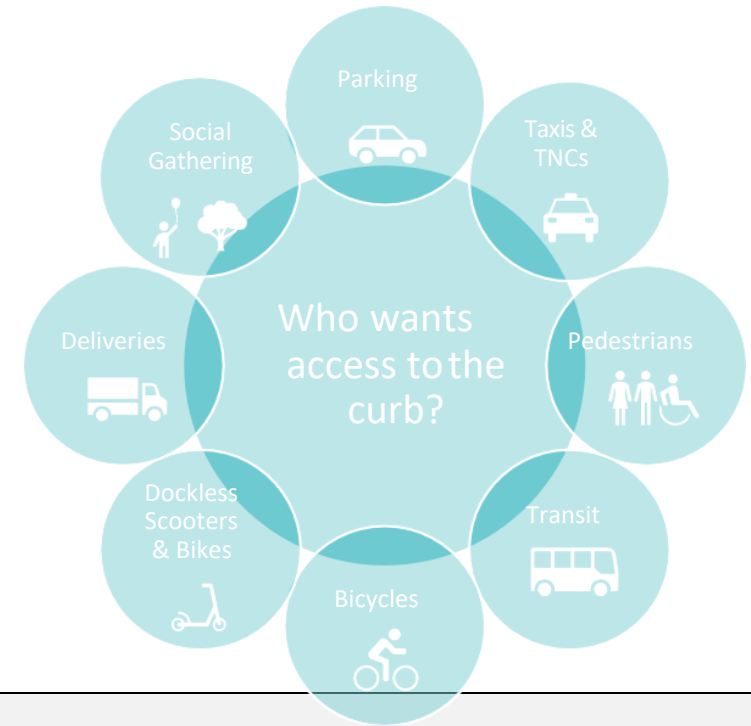 Parking
Taxis &
TNCs
Pedestrians
Transit
Bicycles
Dockless
Scooters
& Bikes
Deliveries
Social
Gathering
Who wants
access to the
curb?